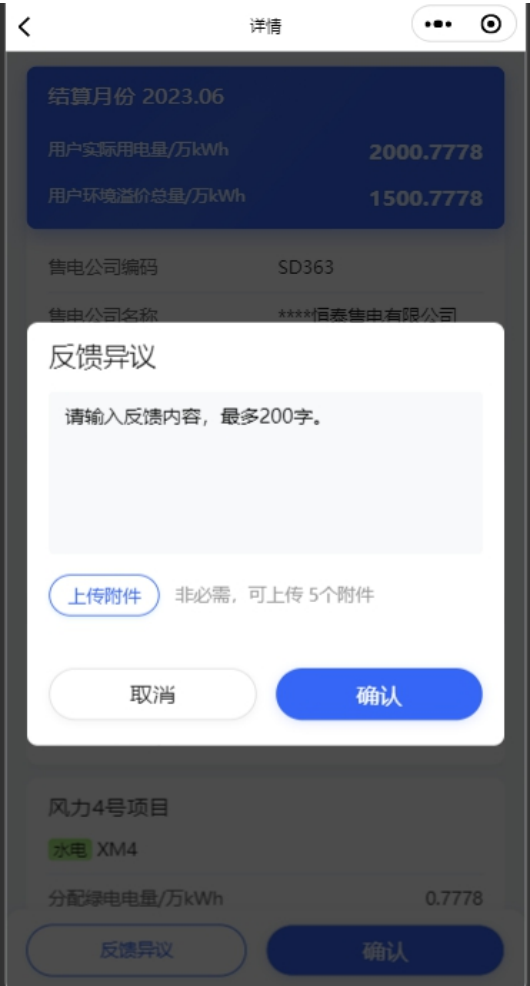 详情
结算月份 2023.06
用户实际用电量/万kWh 2000.7778
用户环境溢价总量/万kWh 1500.7778
售电公司编码 SD363
售电公司名称 ****恒泰售电有限公司
反馈异议
请输入反馈内容，最多200字。
上传附件 非必需，可上传 5个附件
取消 确认
风力4号项目
水电 XM4
分配绿电电量/万kWh 0.7778
反馈异议 确认